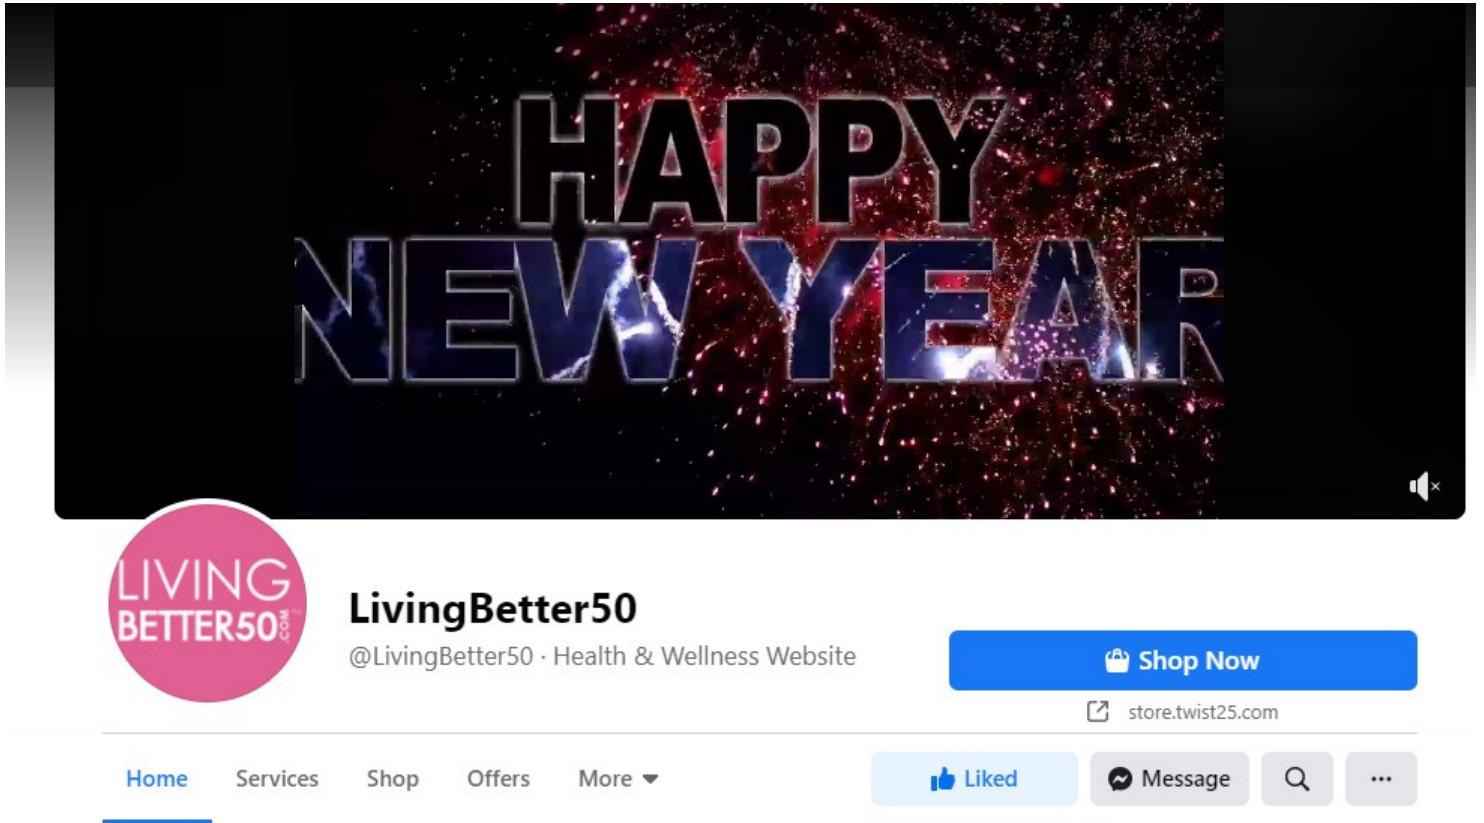 HAPPY
NEW YEAR
LIVING
BETTER50.COM™
LivingBetter50
@LivingBetter50 · Health & Wellness Website
Shop Now
store.twist25.com
Home Services Shop Offers More Liked Message